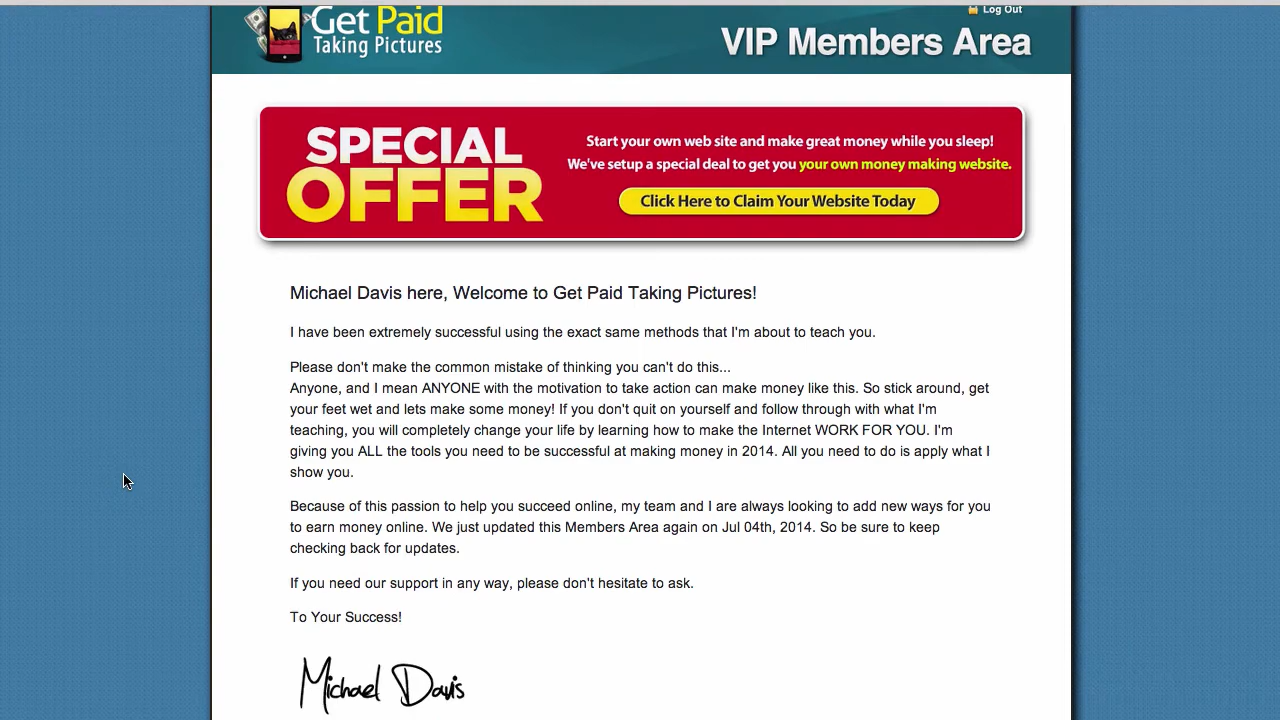 Get Paid
Taking Pictures
Log Out
VIP Members Area
SPECIAL
OFFER
Start your own web site and make great money while you sleep!
We've setup a special deal to get you your own money making website.
Click Here to Claim Your Website Today
Michael Davis here, Welcome to Get Paid Taking Pictures!
I have been extremely successful using the exact same methods that I'm about to teach you.
Please don't make the common mistake of thinking you can't do this...
Anyone, and I mean ANYONE with the motivation to take action can make money like this. So stick around, get
your feet wet and lets make some money! If you don't quit on yourself and follow through with what I'm
teaching, you will completely change your life by learning how to make the Internet WORK FOR YOU. I'm
giving you ALL the tools you need to be successful at making money in 2014. All you need to do is apply what I
show you.
Because of this passion to help you succeed online, my team and I are always looking to add new ways for you
to earn money online. We just updated this Members Area again on Jul 04th, 2014. So be sure to keep
checking back for updates.
If you need our support in any way, please don't hesitate to ask.
To Your Success!
Michael Davis